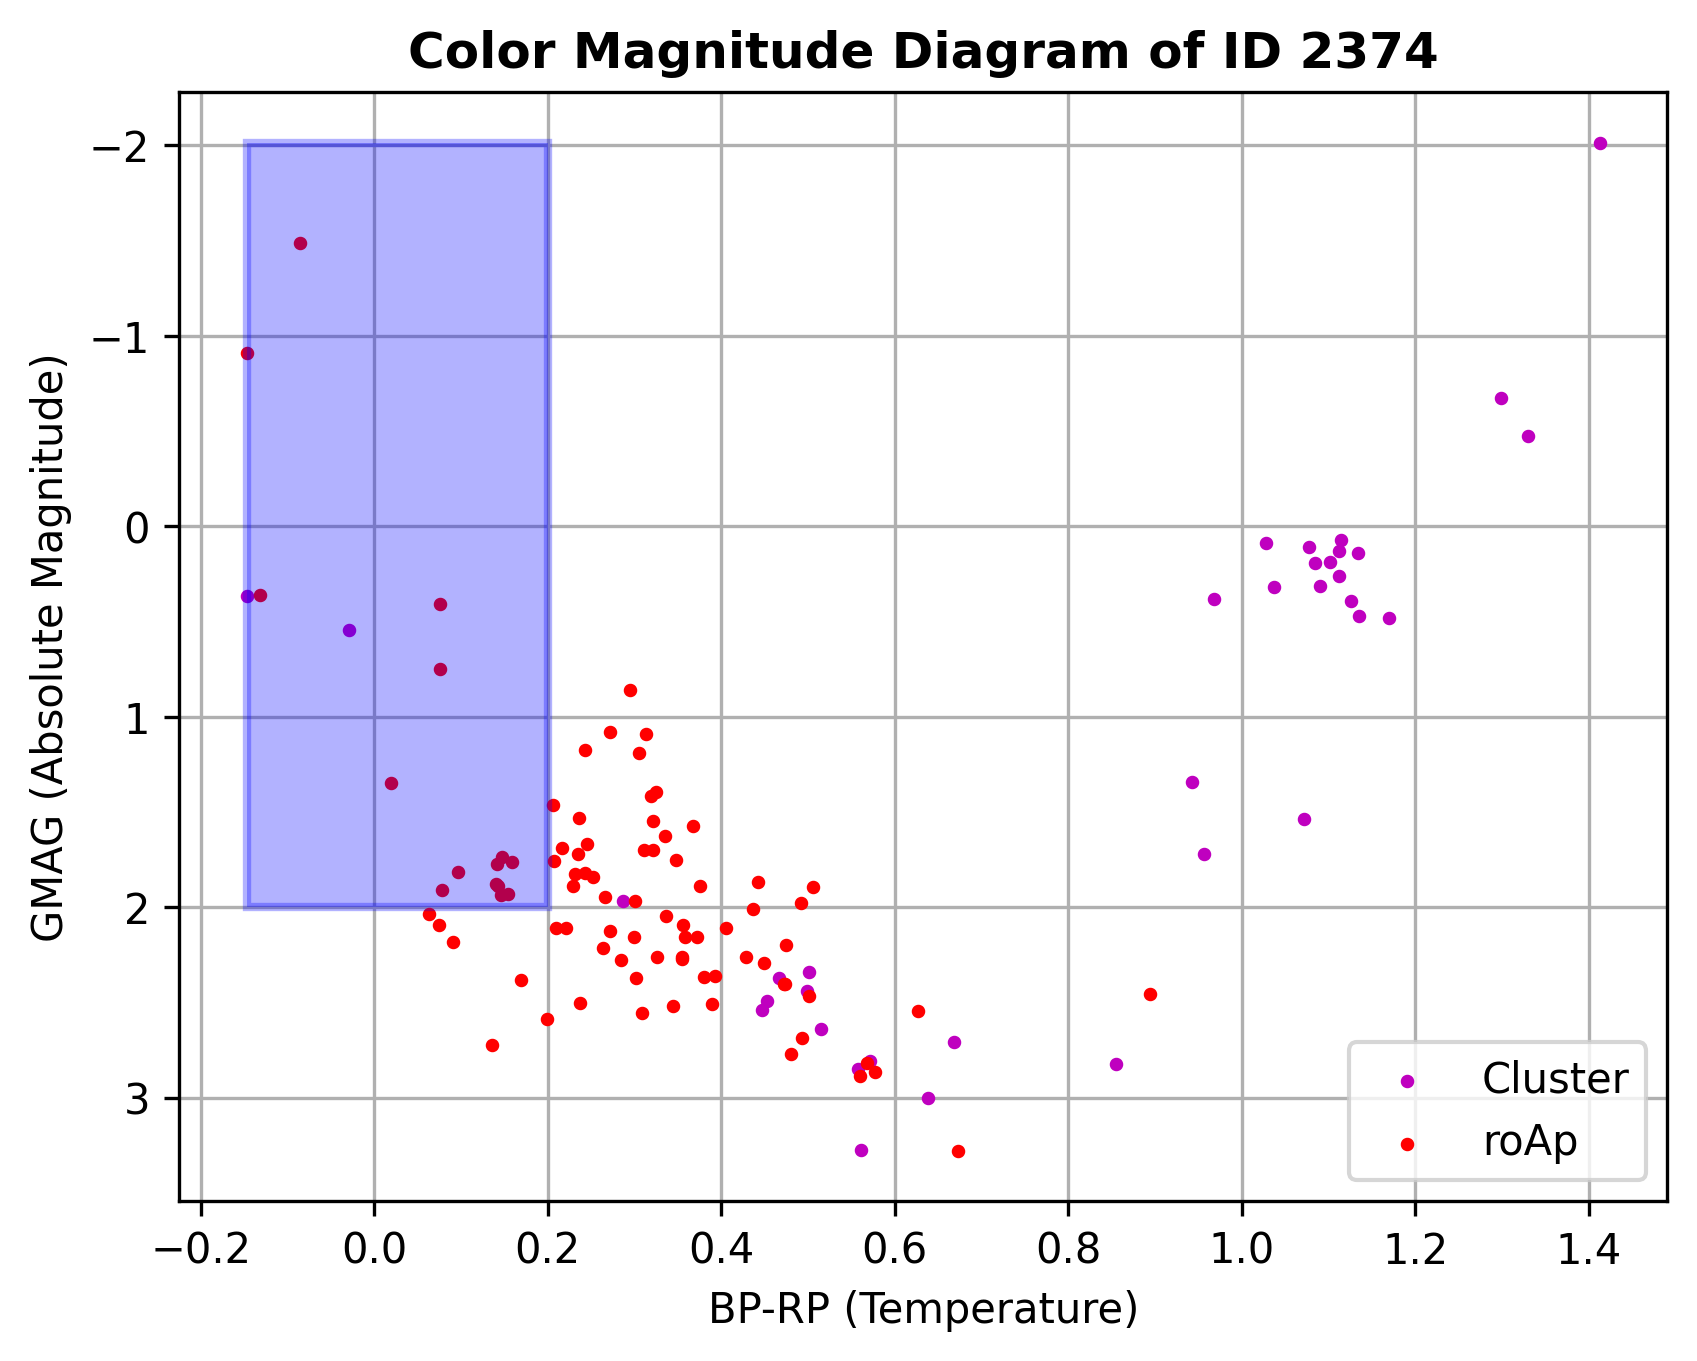 Color Magnitude Diagram of ID 2374
GMAG (Absolute Magnitude)
−2
−1
0
1
2
3
Cluster
roAp
−0.2 0.0 0.2 0.4 0.6 0.8 1.0 1.2 1.4
BP-RP (Temperature)